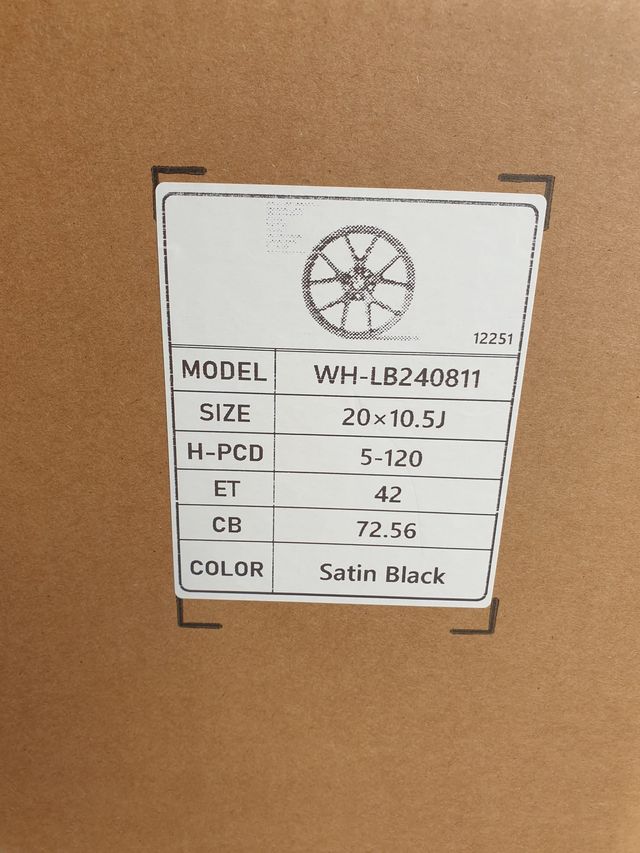 12251
MODEL WH-LB240811
SIZE 20×10.5J
H-PCD 5-120
ET 42
CB 72.56
COLOR Satin Black